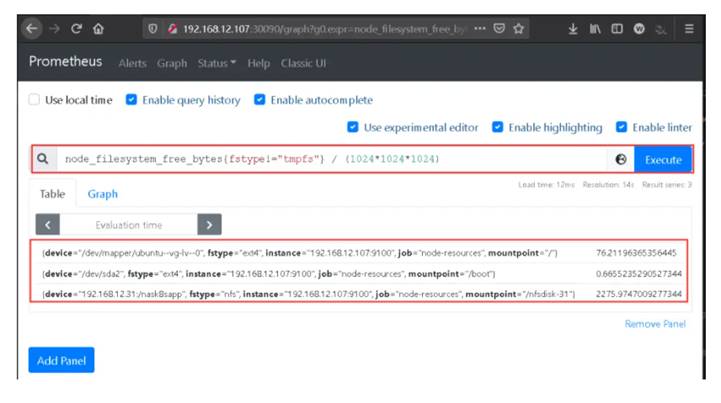 192.168.12.107:30090/graph?g0.expr=node_filesystem_free_by
Prometheus Alerts Graph Status Help Classic UI
Use local time Enable query history Enable autocomplete
Use experimental editor Enable highlighting Enable linter
node_filesystem_free_bytes{fstype!="tmpfs"} / (1024*1024*1024) Execute
Table Graph
Load time: 12ms Resolution: 14s Result series: 3
Evaluation time
{device="/dev/mapper/ubuntu--vg-lv--0", fstype="ext4", instance="192.168.12.107:9100", job="node-resources", mountpoint="/"} 76.21196365356445
{device="/dev/sda2", fstype="ext4", instance="192.168.12.107:9100", job="node-resources", mountpoint="/boot"} 0.6655235290527344
{device="192.168.12.31:/nask8sapp", fstype="nfs", instance="192.168.12.107:9100", job="node-resources", mountpoint="/nfsdisk-31"} 2275.9747009277344
Remove Panel
Add Panel